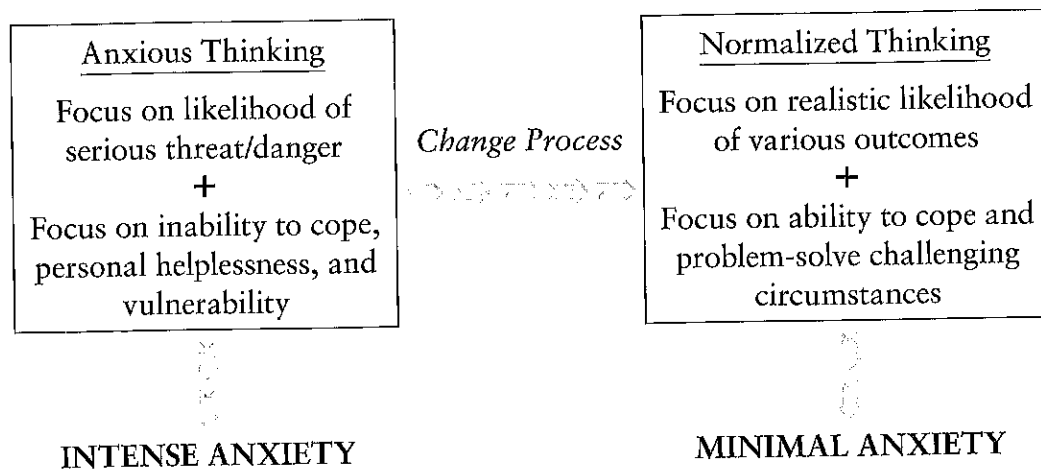 Anxious Thinking
Focus on likelihood of
serious threat/danger
+
Focus on inability to cope,
personal helplessness, and
vulnerability
INTENSE ANXIETY
Change Process
Normalized Thinking
Focus on realistic likelihood
of various outcomes
+
Focus on ability to cope and
problem-solve challenging
circumstances
MINIMAL ANXIETY